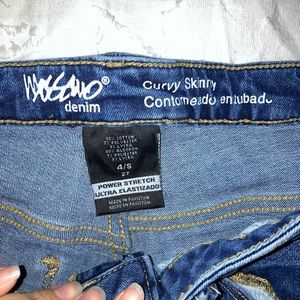 MOSSIMO
denim
Curvy Skinny
Contorneado entubado
4/S
27
POWER STRETCH
ULTRA ELASTIZADO
MADE IN PAKISTAN
HECHO EN PAKISTAN